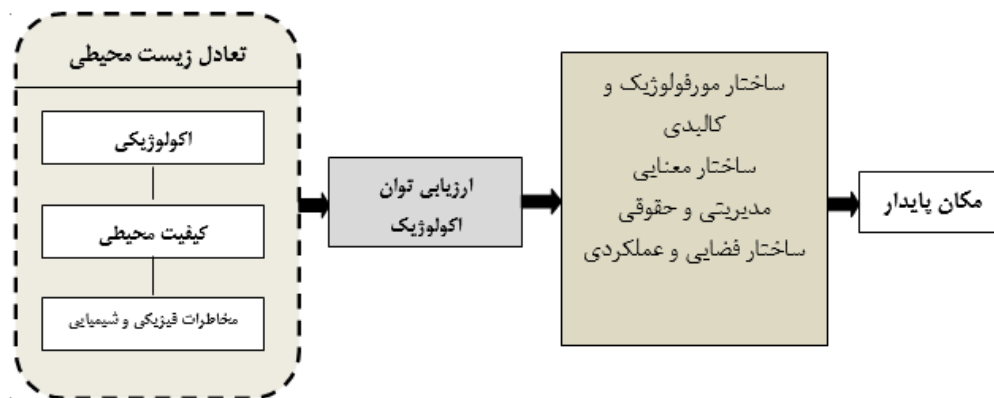 تعادل زیست محیطی
اکولوژیکی
کیفیت محیطی
مخاطرات فیزیکی و شیمیایی
ارزیابی توان
اکولوژیک
ساختار مورفولوژیک و
کالبدی
ساختار معنایی
مدیریتی و حقوقی
ساختار فضایی و عملکردی
مکان پایدار